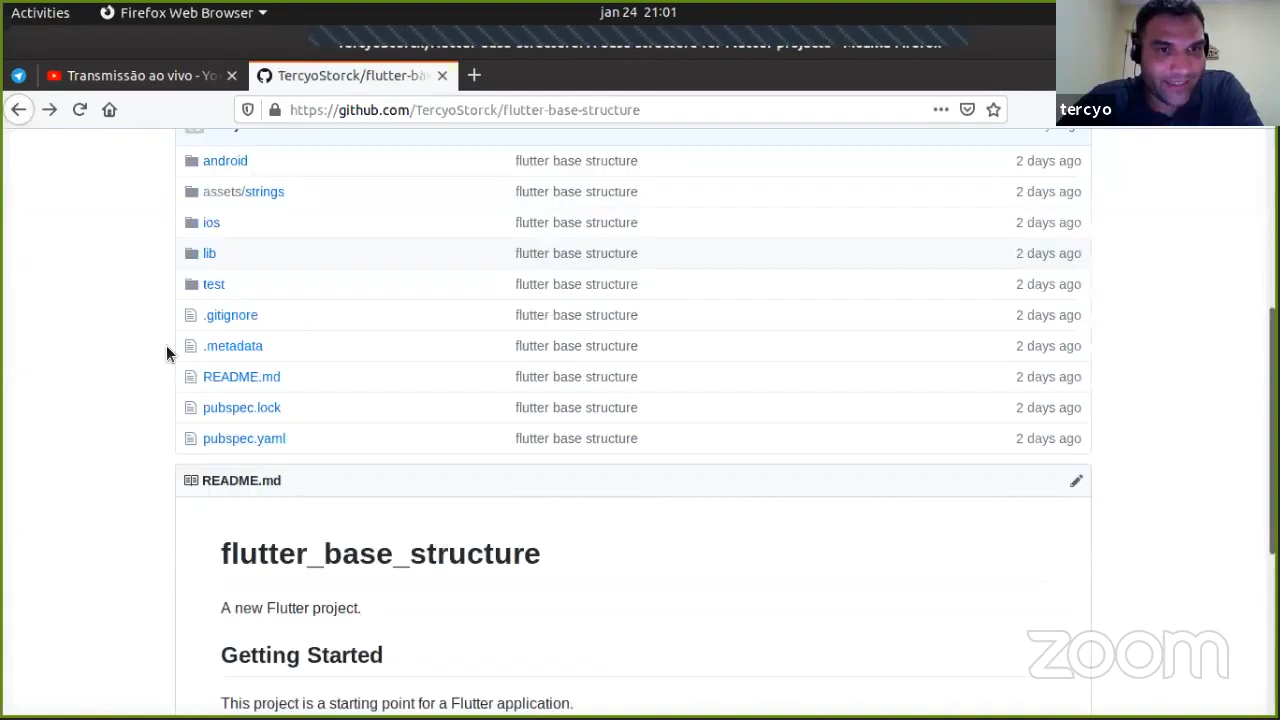 Activities Firefox Web Browser jan 24 21:01
Transmissão ao vivo - Yo TercyoStorck/flutter-ba
https://github.com/TercyoStorck/flutter-base-structure
tercyo
android flutter base structure 2 days ago
assets/strings flutter base structure 2 days ago
ios flutter base structure 2 days ago
lib flutter base structure 2 days ago
test flutter base structure 2 days ago
.gitignore flutter base structure 2 days ago
.metadata flutter base structure 2 days ago
README.md flutter base structure 2 days ago
pubspec.lock flutter base structure 2 days ago
pubspec.yaml flutter base structure 2 days ago
README.md
flutter_base_structure
A new Flutter project.
Getting Started
This project is a starting point for a Flutter application.
zoom